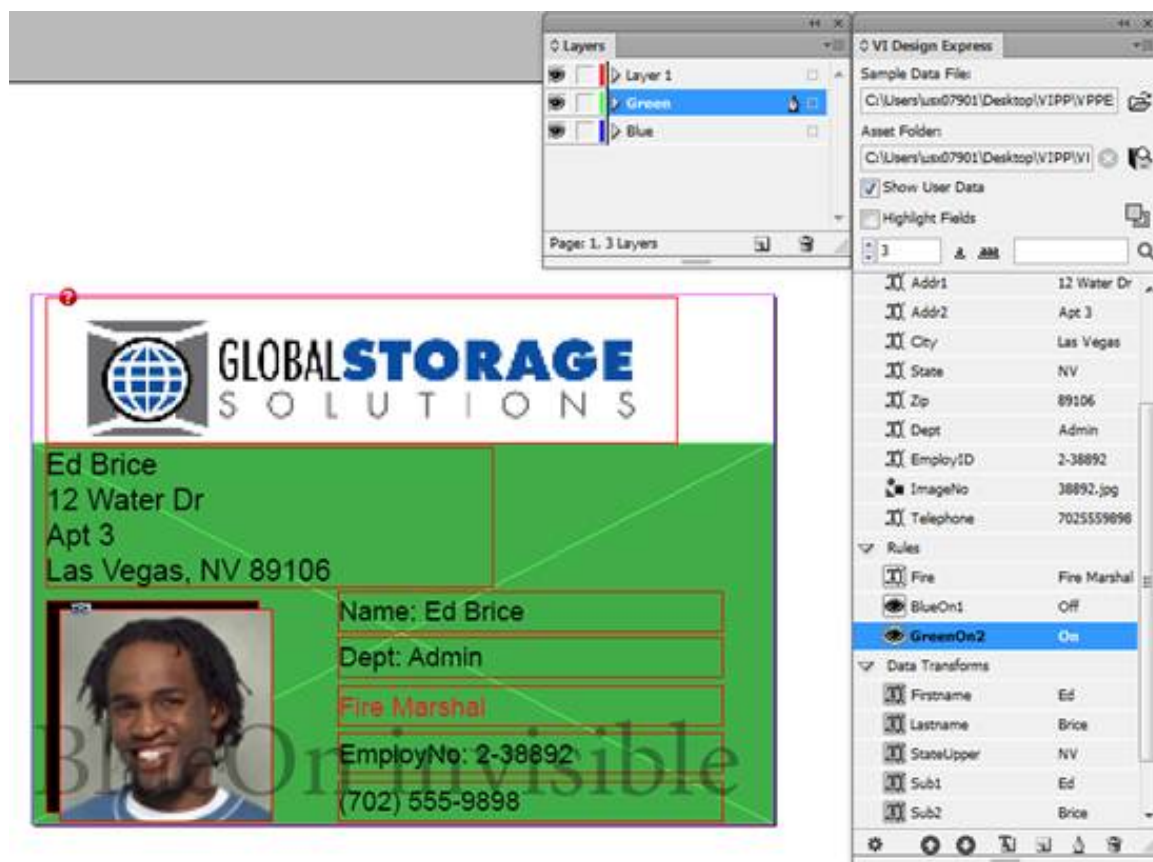 Layers
Layer 1
Green
Blue
Page: 1, 3 Layers
VI Design Express
Sample Data File:
C:\Users\usx07901\Desktop\VIPP\VPPE
Asset Folder:
C:\Users\usx07901\Desktop\VIPP\VI
Show User Data
Highlight Fields
3
a aaa
Addr1 12 Water Dr
Addr2 Apt 3
City Las Vegas
State NV
Zip 89106
Dept Admin
EmployID 2-38892
ImageNo 38892.jpg
Telephone 7025559898
Rules
Fire Fire Marshal
BlueOn1 Off
GreenOn2 On
Data Transforms
Firstname Ed
Lastname Brice
StateUpper NV
Sub1 Ed
Sub2 Brice
GLOBALSTORAGE
SOLUTIONS
Ed Brice
12 Water Dr
Apt 3
Las Vegas, NV 89106
Name: Ed Brice
Dept: Admin
Fire Marshal
BlueOn invisible
EmployNo: 2-38892
(702) 555-9898